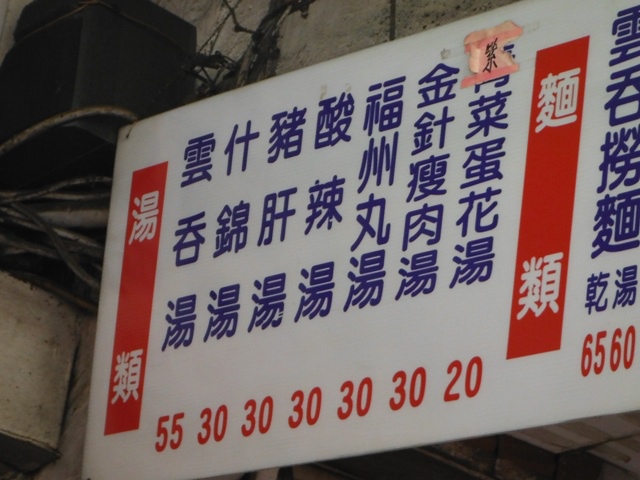 湯類
雲吞湯 55
什錦湯 30
豬肝湯 30
酸辣湯 30
福州丸湯 30
金針瘦肉湯 30
紫菜蛋花湯 20
麵類
雲吞撈麵
乾湯
65 60